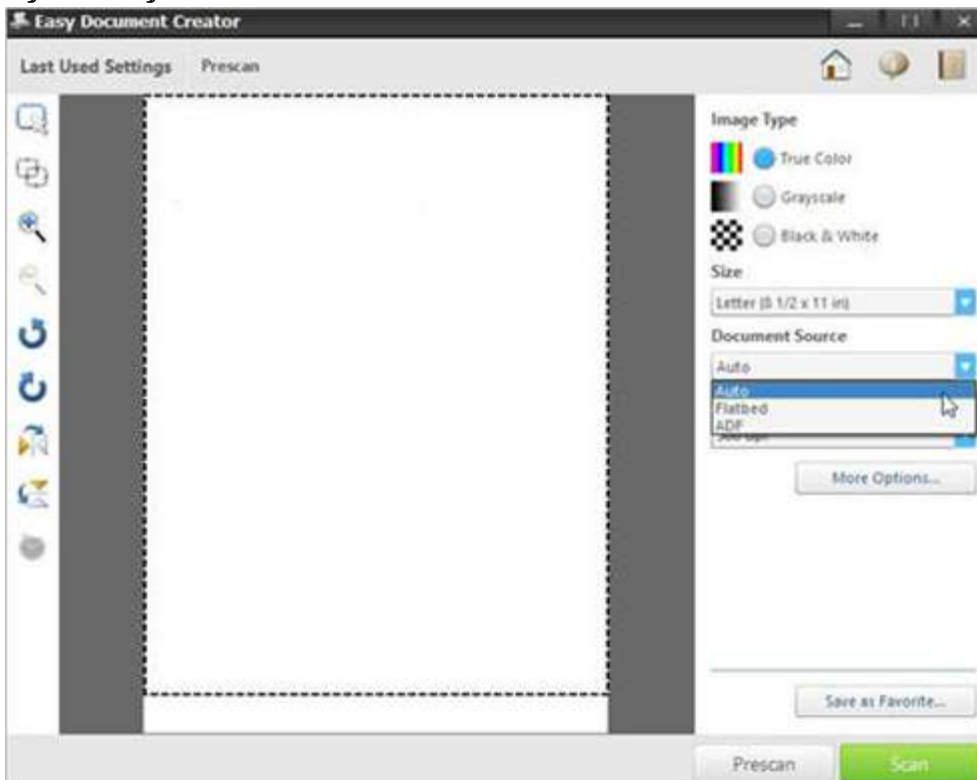 Easy Document Creator
Last Used Settings Prescan
Image Type
True Color
Grayscale
Black & White
Size
Letter (8 1/2 x 11 in)
Document Source
Auto
Auto
Flatbed
ADF
More Options...
Save as Favorite...
Prescan Scan